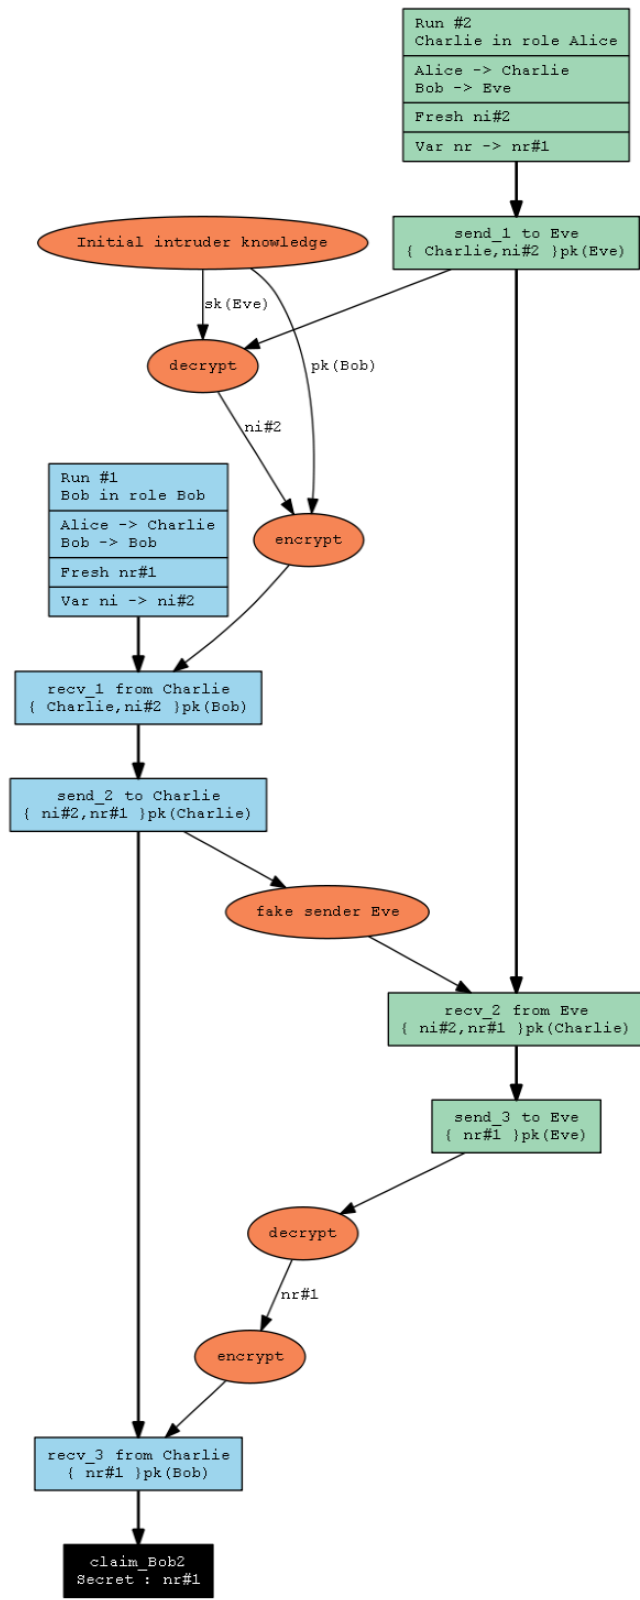 Run #2
Charlie in role Alice
Alice -> Charlie
Bob -> Eve
Fresh ni#2
Var nr -> nr#1
send_1 to Eve
{ Charlie,ni#2 }pk(Eve)
Initial intruder knowledge
sk(Eve)
decrypt
pk(Bob)
ni#2
Run #1
Bob in role Bob
Alice -> Charlie
Bob -> Bob
Fresh nr#1
Var ni -> ni#2
encrypt
recv_1 from Charlie
{ Charlie,ni#2 }pk(Bob)
send_2 to Charlie
{ ni#2,nr#1 }pk(Charlie)
fake sender Eve
recv_2 from Eve
{ ni#2,nr#1 }pk(Charlie)
send_3 to Eve
{ nr#1 }pk(Eve)
decrypt
nr#1
encrypt
recv_3 from Charlie
{ nr#1 }pk(Bob)
claim_Bob2
Secret : nr#1